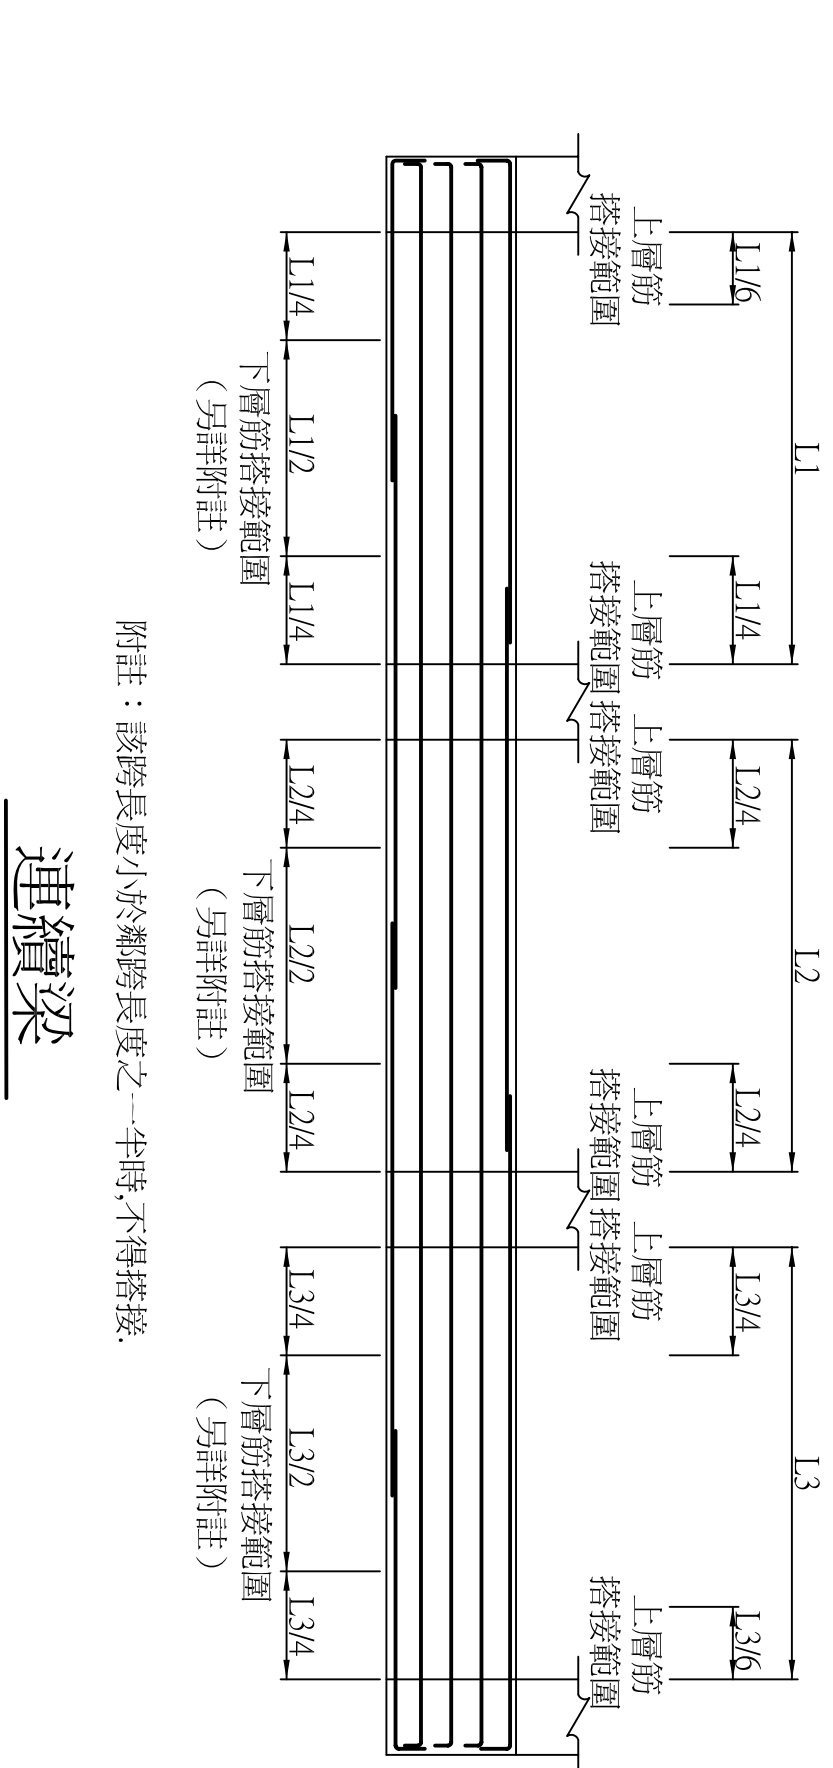 L1
L2
L3
L1/6
L1/4
L2/4
L2/4
L3/4
L3/6
上層筋
搭接範圍
上層筋
搭接範圍
上層筋
搭接範圍
上層筋
搭接範圍
上層筋
搭接範圍
上層筋
搭接範圍
L1/4
L1/2
L1/4
L2/4
L2/2
L2/4
L3/4
L3/2
L3/4
下層筋搭接範圍
（另詳附註）
下層筋搭接範圍
（另詳附註）
下層筋搭接範圍
（另詳附註）
附註：該跨長度小於鄰跨長度之一半時,不得搭接.
連續梁